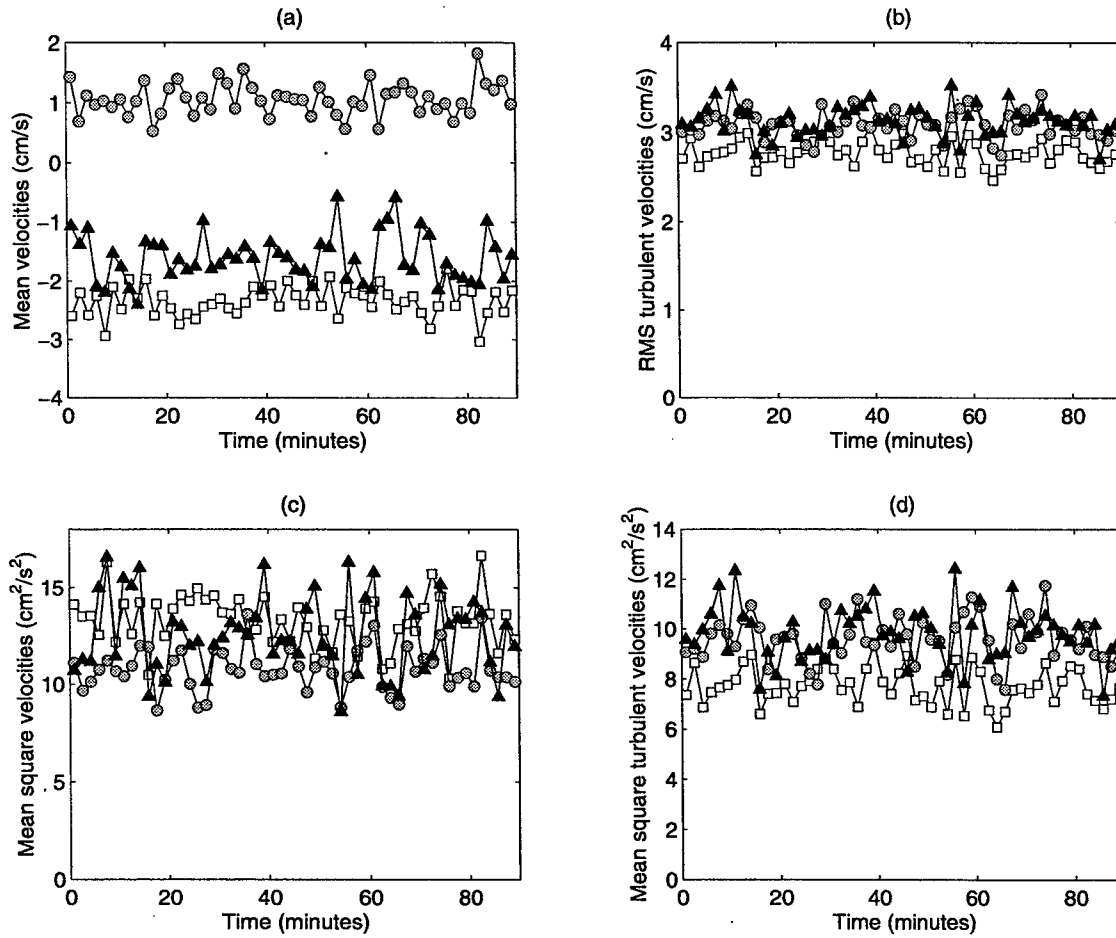 (a)
Mean velocities (cm/s)
2
1
0
−1
−2
−3
−4
0 20 40 60 80
Time (minutes)
(b)
RMS turbulent velocities (cm/s)
4
3
2
1
0
0 20 40 60 80
Time (minutes)
(c)
Mean square velocities (cm²/s²)
15
10
5
0
0 20 40 60 80
Time (minutes)
(d)
Mean square turbulent velocities (cm²/s²)
14
12
10
8
6
4
2
0
0 20 40 60 80
Time (minutes)